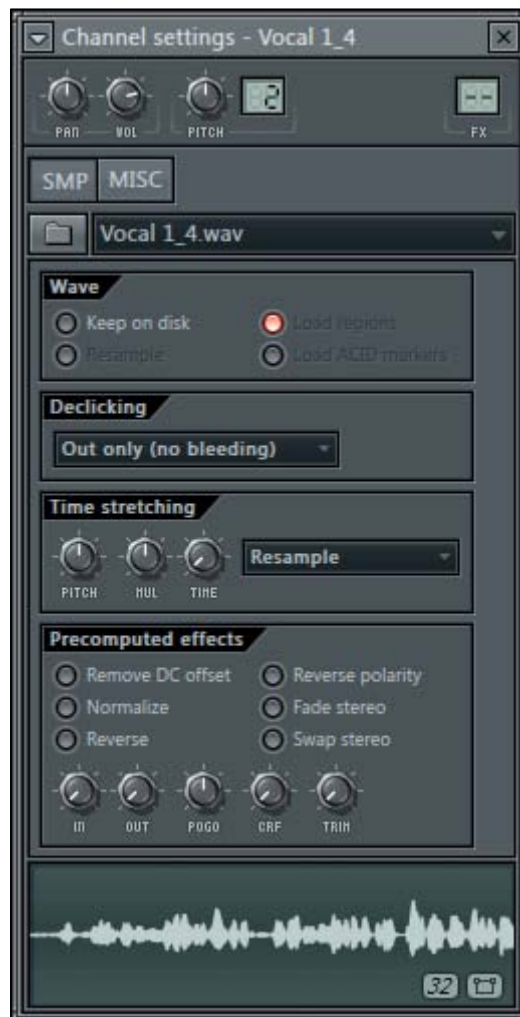 Channel settings - Vocal 1_4
2 --
PAN VOL PITCH FX
SMP MISC
Vocal 1_4.wav
Wave
Keep on disk Load regions
Resample Load ACID markers
Declicking
Out only (no bleeding)
Time stretching
Resample
PITCH MUL TIME
Precomputed effects
Remove DC offset Reverse polarity
Normalize Fade stereo
Reverse Swap stereo
IN OUT POGO CRF TRIM
32